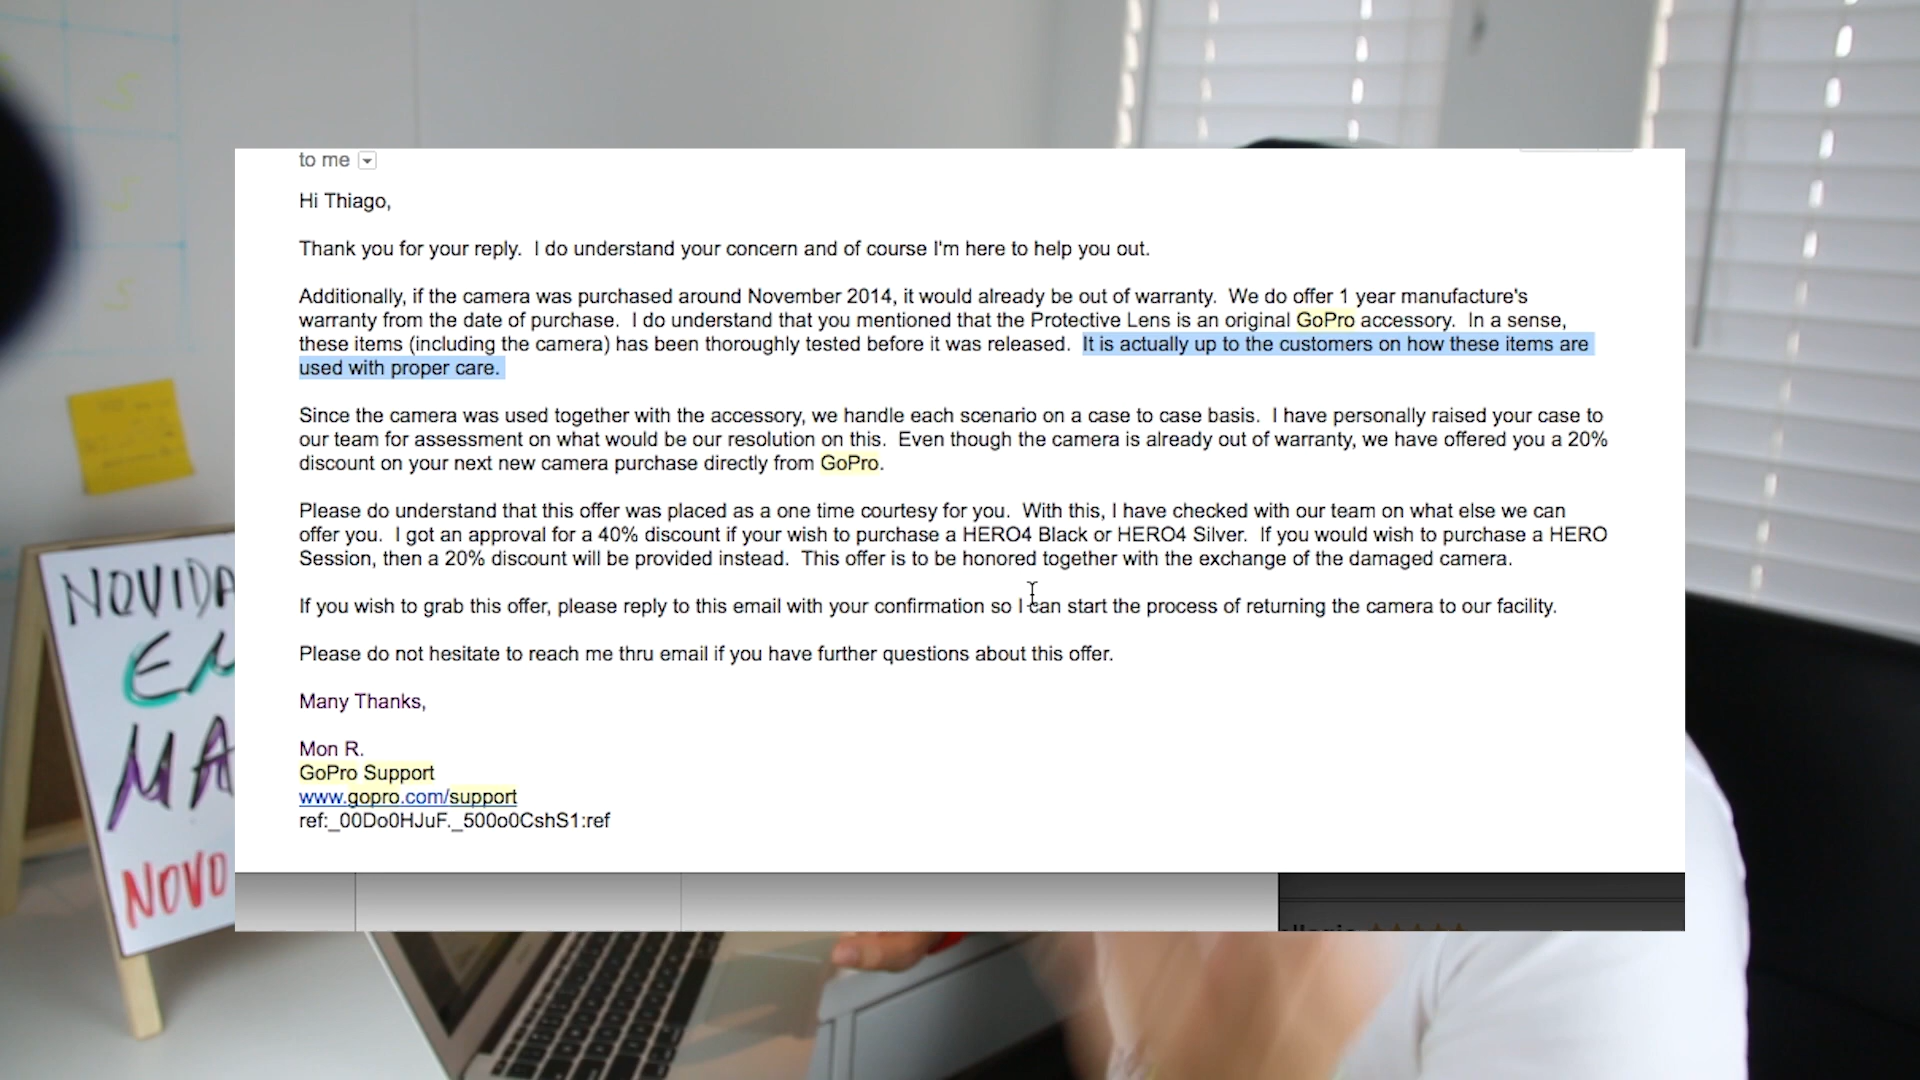 to me
Hi Thiago,
Thank you for your reply.  I do understand your concern and of course I'm here to help you out.
Additionally, if the camera was purchased around November 2014, it would already be out of warranty.  We do offer 1 year manufacture's
warranty from the date of purchase.  I do understand that you mentioned that the Protective Lens is an original GoPro accessory.  In a sense,
these items (including the camera) has been thoroughly tested before it was released.  It is actually up to the customers on how these items are
used with proper care.
Since the camera was used together with the accessory, we handle each scenario on a case to case basis.  I have personally raised your case to
our team for assessment on what would be our resolution on this.  Even though the camera is already out of warranty, we have offered you a 20%
discount on your next new camera purchase directly from GoPro.
Please do understand that this offer was placed as a one time courtesy for you.  With this, I have checked with our team on what else we can
offer you.  I got an approval for a 40% discount if your wish to purchase a HERO4 Black or HERO4 Silver.  If you would wish to purchase a HERO
Session, then a 20% discount will be provided instead.  This offer is to be honored together with the exchange of the damaged camera.
If you wish to grab this offer, please reply to this email with your confirmation so I can start the process of returning the camera to our facility.
Please do not hesitate to reach me thru email if you have further questions about this offer.
Many Thanks,
Mon R.
GoPro Support
www.gopro.com/support
ref:_00Do0HJuF._500o0CshS1:ref
NOVIDA
EM
MA
NOVO